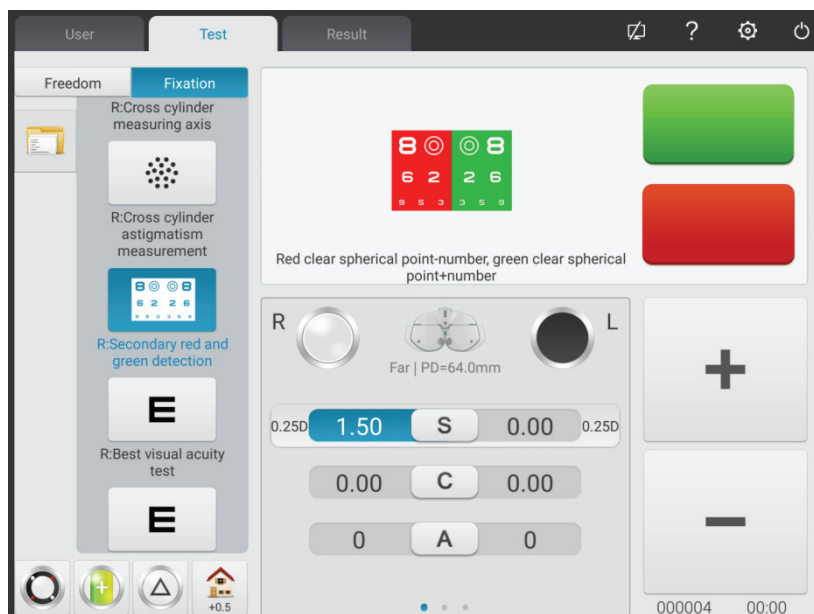 User Test Result ?
Freedom Fixation
R:Cross cylinder
measuring axis
R:Cross cylinder
astigmatism
measurement
8 8
6 2 2 6
R:Secondary red and
green detection
E
R:Best visual acuity
test
E
+0.5
8 8
6 2 2 6
9 5 3 3 5 9
Red clear spherical point-number, green clear spherical
point+number
R L
Far | PD=64.0mm
0.25D 1.50 S 0.00 0.25D
0.00 C 0.00
0 A 0
+
−
000004 00:00